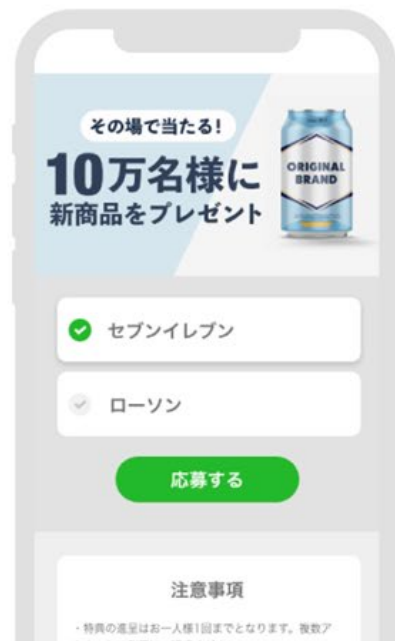 その場で当たる!
10万名様に
新商品をプレゼント
ORIGINAL
BRAND
セブンイレブン
ローソン
応募する
注意事項
・特典の進呈はお一人様1回までとなります。複数ア